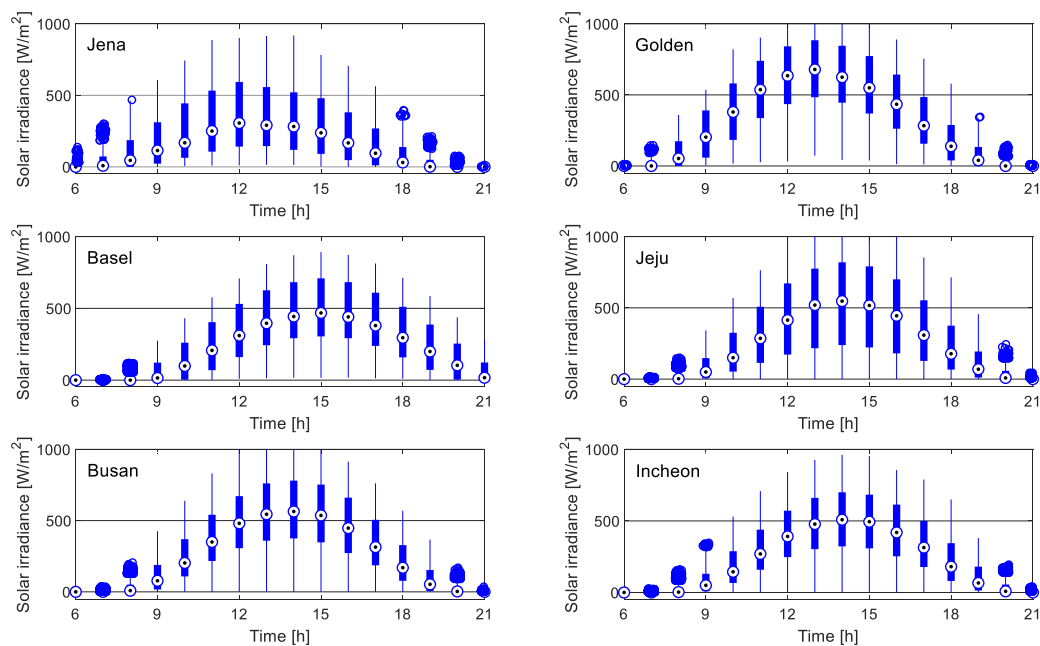 Jena
Solar irradiance [W/m²]
1000
500
0
6 9 12 15 18 21
Time [h]
Golden
Solar irradiance [W/m²]
1000
500
0
6 9 12 15 18 21
Time [h]
Basel
Solar irradiance [W/m²]
1000
500
0
6 9 12 15 18 21
Time [h]
Jeju
Solar irradiance [W/m²]
1000
500
0
6 9 12 15 18 21
Time [h]
Busan
Solar irradiance [W/m²]
1000
500
0
6 9 12 15 18 21
Time [h]
Incheon
Solar irradiance [W/m²]
1000
500
0
6 9 12 15 18 21
Time [h]